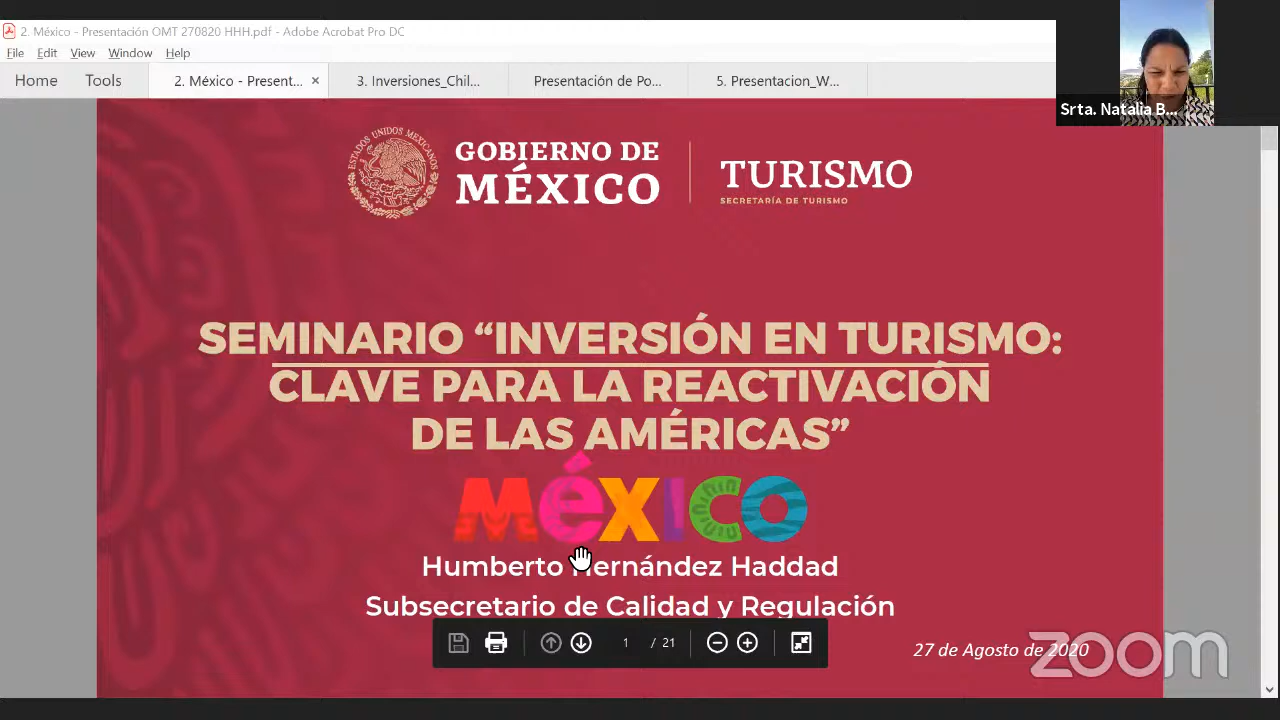 2. México - Presentación OMT 270820 HHH.pdf - Adobe Acrobat Pro DC
File Edit View Window Help
Home Tools 2. México - Present... × 3. Inversiones_Chil... Presentación de Po... 5. Presentacion_W...
Srta. Natalia B...
ESTADOS UNIDOS MEXICANOS
GOBIERNO DE
MÉXICO
TURISMO
SECRETARÍA DE TURISMO
SEMINARIO “INVERSIÓN EN TURISMO:
CLAVE PARA LA REACTIVACIÓN
DE LAS AMÉRICAS”
MéXICO
Humberto Hernández Haddad
Subsecretario de Calidad y Regulación
1 / 21
27 de Agosto de 2020
zoom